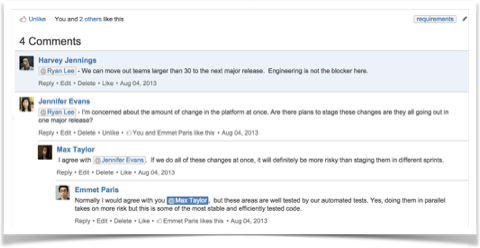 Unlike You and 2 others like this requirements
4 Comments
Harvey Jennings
@Ryan Lee - We can move out teams larger than 30 to the next major release. Engineering is not the blocker here.
Reply • Edit • Delete • Like • Aug 04, 2013
Jennifer Evans
@Ryan Lee - I'm concerned about the amount of change in the platform at once. Are there plans to stage these changes are they all going out in
one major release?
Reply • Edit • Delete • Unlike • You and Emmet Paris like this • Aug 04, 2013
Max Taylor
I agree with @Jennifer Evans. If we do all of these changes at once, it will definitely be more risky than staging them in different sprints.
Reply • Edit • Delete • Like • Aug 04, 2013
Emmet Paris
Normally I would agree with you @Max Taylor but these areas are well tested by our automated tests. Yes, doing them in parallel
takes on more risk but this is some of the most stable and efficiently tested code.
Reply • Edit • Delete • Like • Emmet Paris likes this • Aug 04, 2013